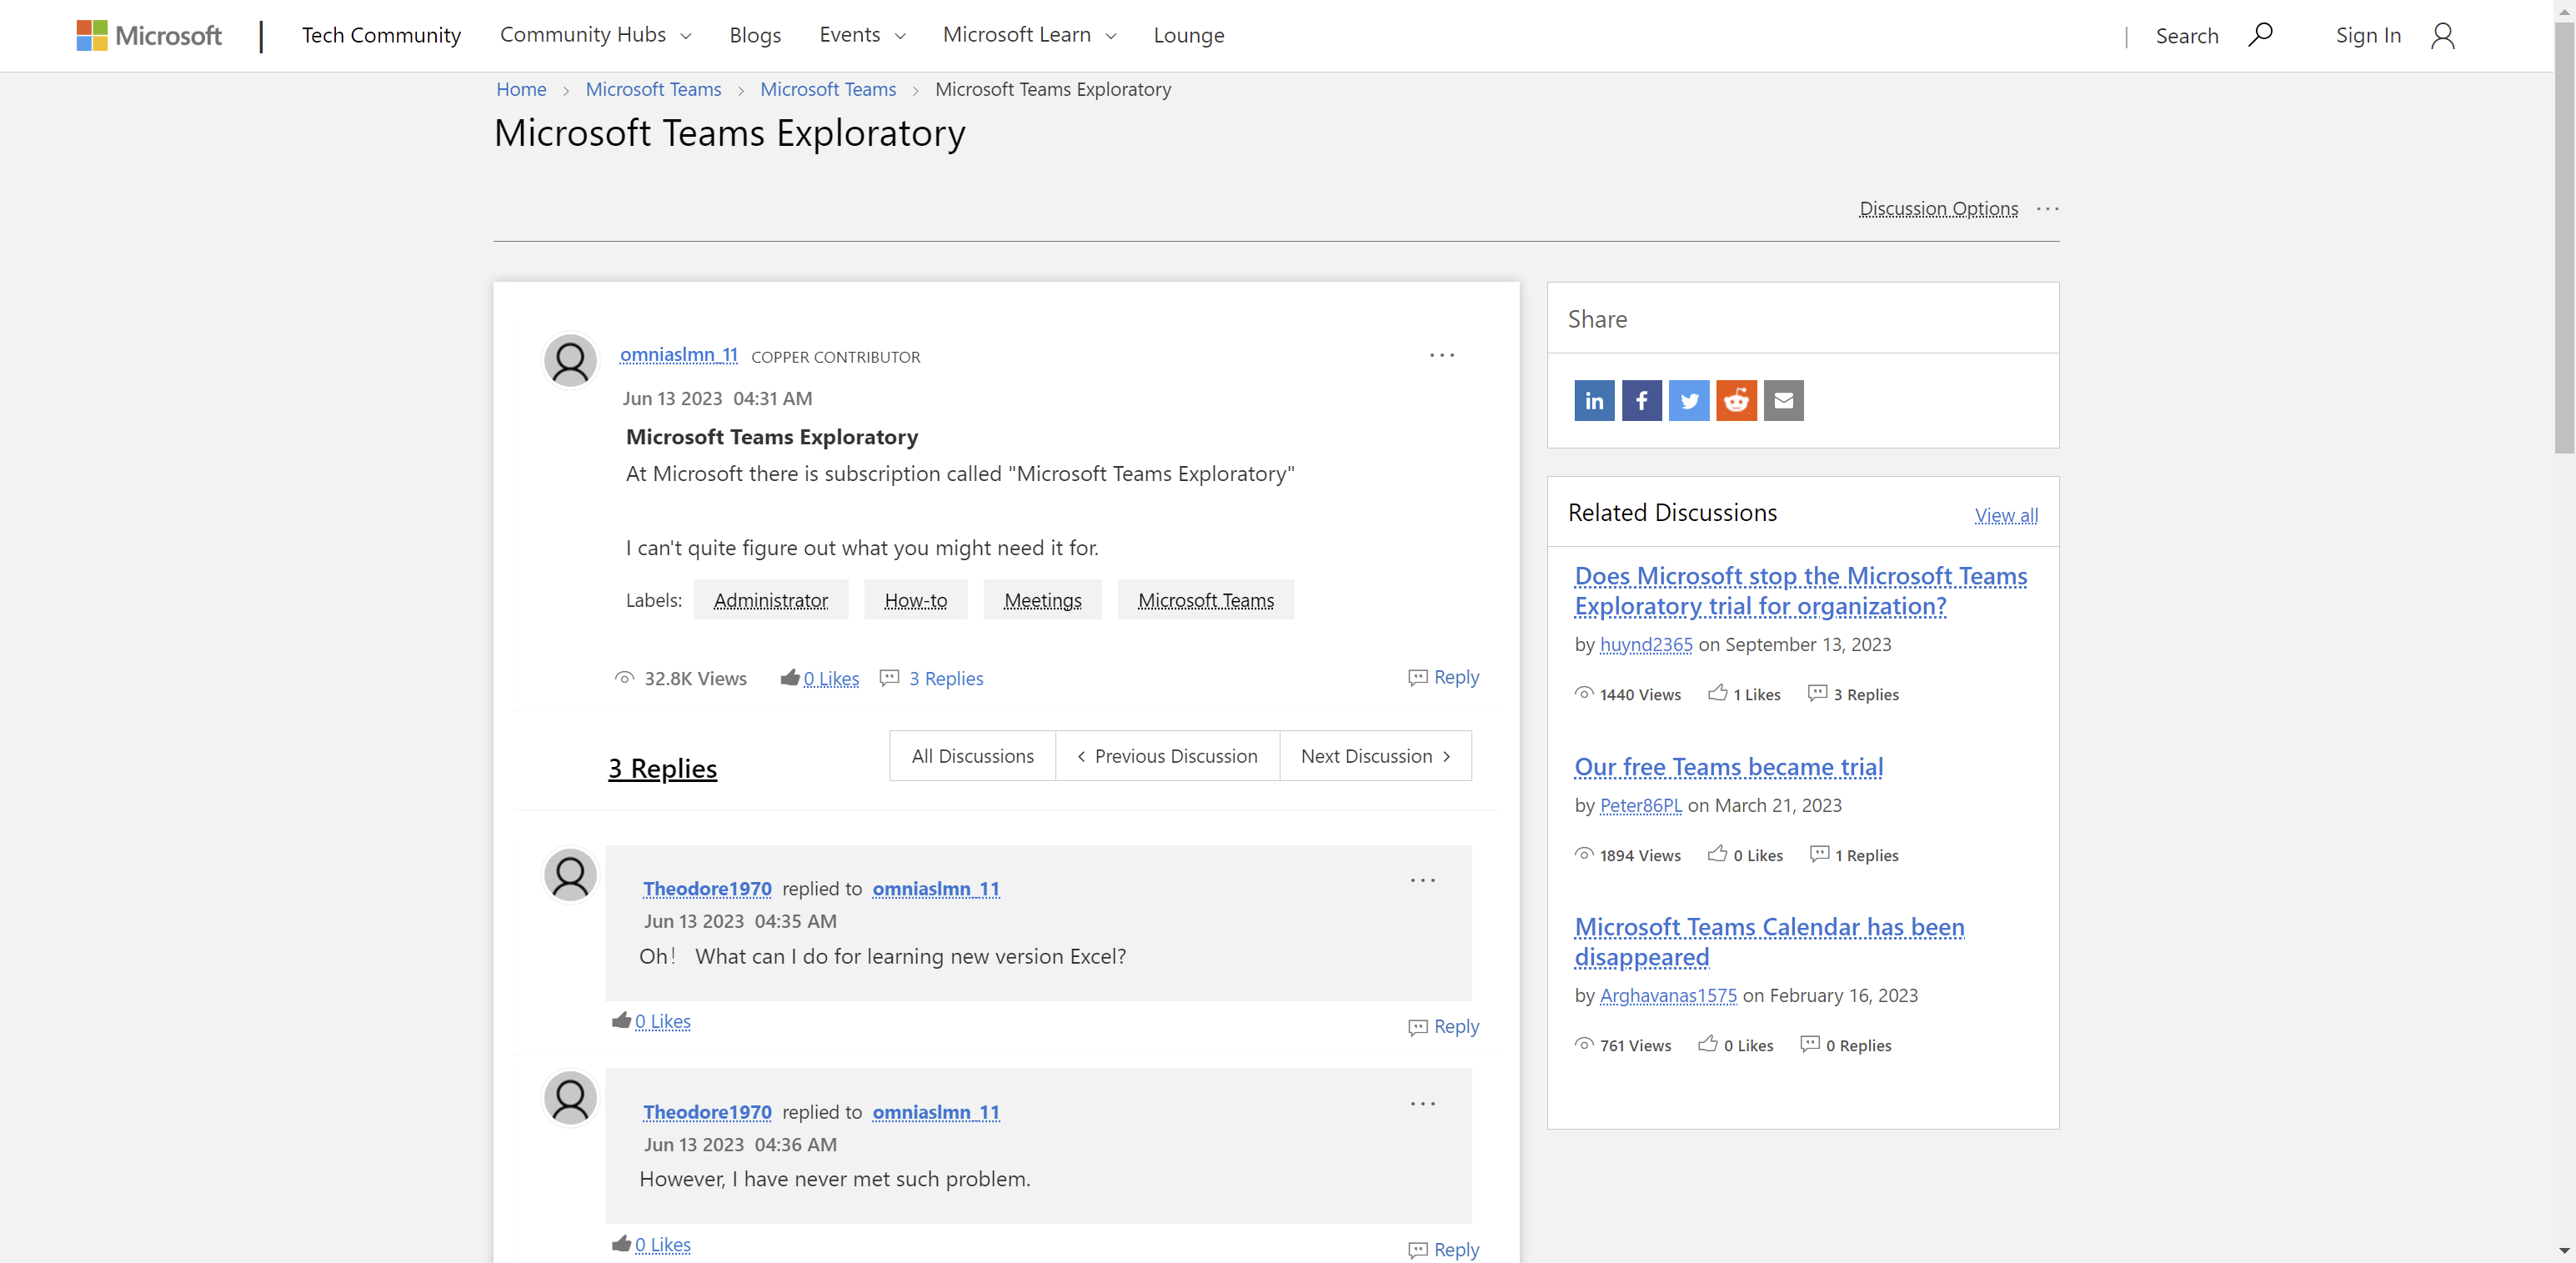 Microsoft | Tech Community Community Hubs Blogs Events Microsoft Learn Lounge | Search Sign In
Home > Microsoft Teams > Microsoft Teams > Microsoft Teams Exploratory
Microsoft Teams Exploratory
Discussion Options
omniaslmn_11 COPPER CONTRIBUTOR
Jun 13 2023 04:31 AM
Microsoft Teams Exploratory
At Microsoft there is subscription called "Microsoft Teams Exploratory"
I can't quite figure out what you might need it for.
Labels: Administrator How-to Meetings Microsoft Teams
32.8K Views 0 Likes 3 Replies Reply
3 Replies
All Discussions < Previous Discussion Next Discussion >
Theodore1970 replied to omniaslmn_11
Jun 13 2023 04:35 AM
Oh！ What can I do for learning new version Excel?
0 Likes Reply
Theodore1970 replied to omniaslmn_11
Jun 13 2023 04:36 AM
However, I have never met such problem.
0 Likes Reply
Share
Related Discussions View all
Does Microsoft stop the Microsoft Teams
Exploratory trial for organization?
by huynd2365 on September 13, 2023
1440 Views 1 Likes 3 Replies
Our free Teams became trial
by Peter86PL on March 21, 2023
1894 Views 0 Likes 1 Replies
Microsoft Teams Calendar has been
disappeared
by Arghavanas1575 on February 16, 2023
761 Views 0 Likes 0 Replies